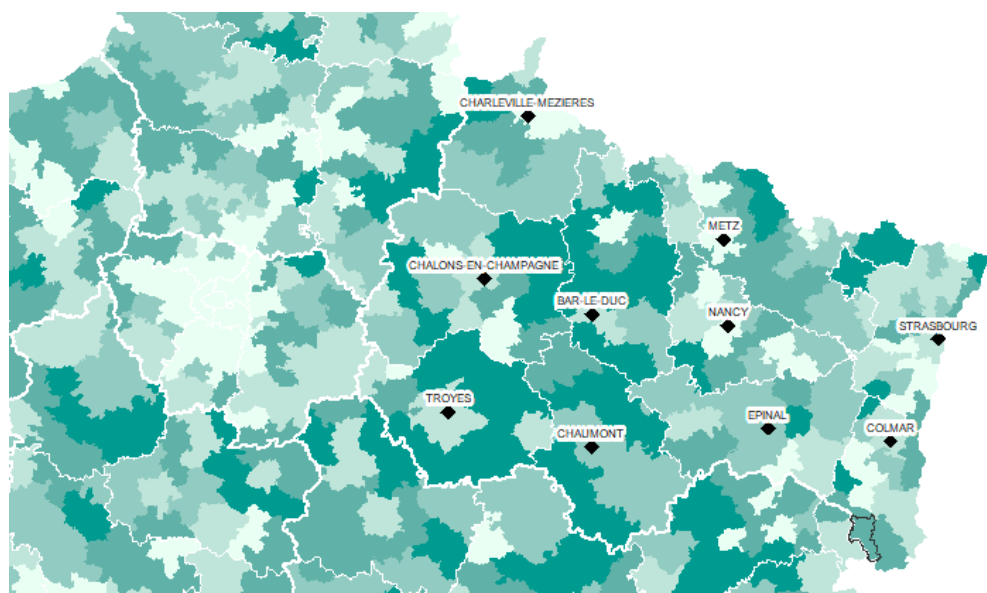 CHARLEVILLE-MEZIERES
METZ
CHALONS-EN-CHAMPAGNE
BAR-LE-DUC
NANCY
STRASBOURG
TROYES
EPINAL
CHAUMONT
COLMAR